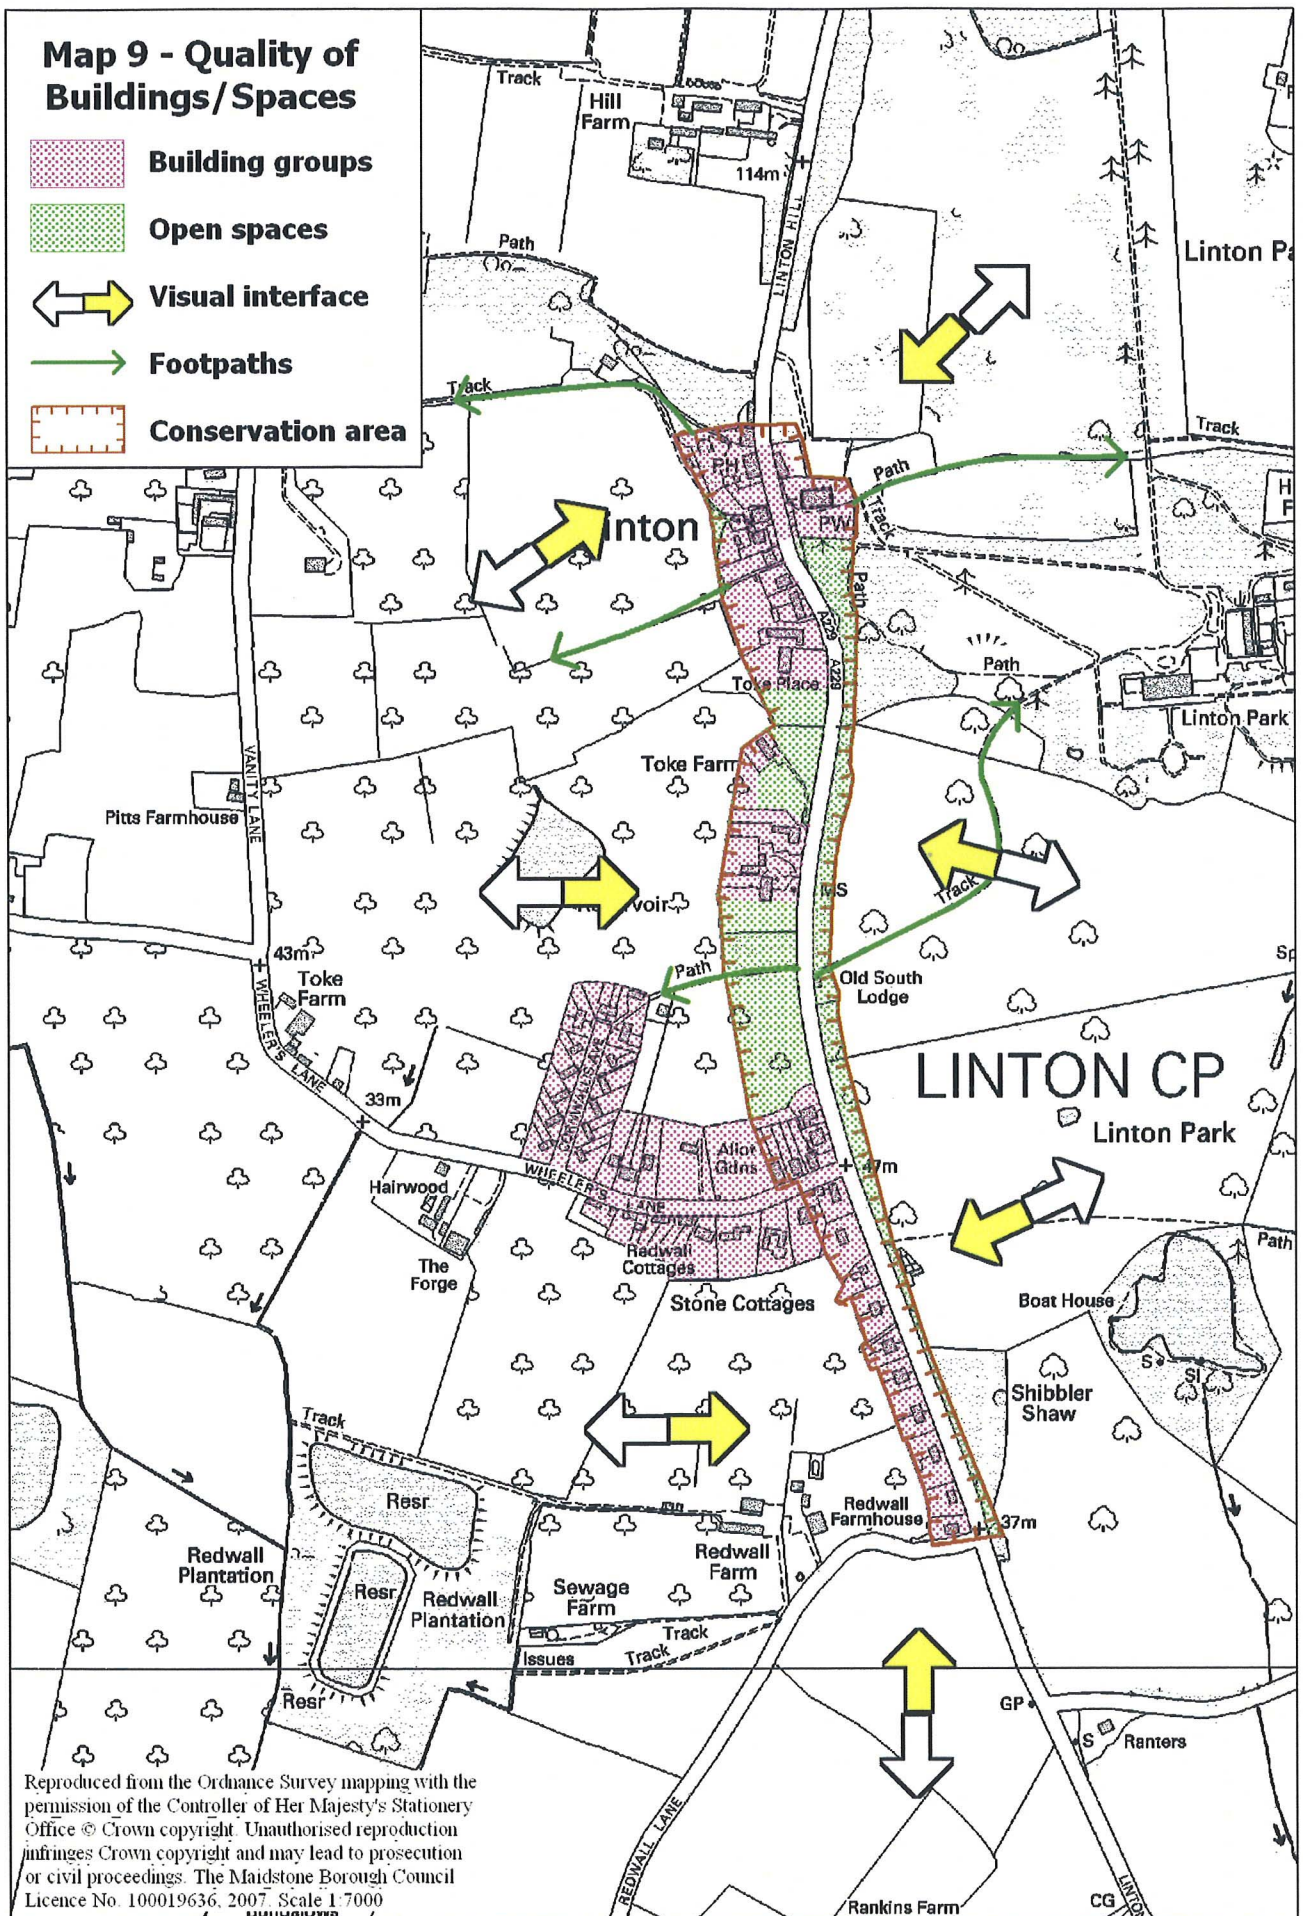 Map 9 - Quality of
Buildings/Spaces
Building groups
Open spaces
Visual interface
Footpaths
Conservation area
Track
Hill
Farm
114m
LINTON HILL
Path
Linton Pa
Track
Track
PH
Path
Track
PW
inton
Path
A229
A229
Path
Toke Place
Linton Park
Toke Farm
VANITY LANE
Pitts Farmhouse
MS
Track
43m
Path
Old South
Lodge
Sp
Toke
Farm
WHEELER'S
LANE
33m
CORNWALLIS AVE
LINTON CP
Linton Park
Alior
Gdns
47m
WHEELER'S
LANE
Hairwood
The
Forge
Redwall
Cottages
Stone Cottages
Path
Boat House
S
Sl
Shibbler
Shaw
Track
Resr
Redwall
Farmhouse
37m
Redwall
Plantation
Resr
Redwall
Plantation
Redwall
Farm
Sewage
Farm
Track
Track
Issues
Resr
GP
S
Ranters
REDWALL LANE
Rankins Farm
CG
LINTON
Reproduced from the Ordnance Survey mapping with the
permission of the Controller of Her Majesty's Stationery
Office © Crown copyright. Unauthorised reproduction
infringes Crown copyright and may lead to prosecution
or civil proceedings. The Maidstone Borough Council
Licence No. 100019636, 2007. Scale 1:7000